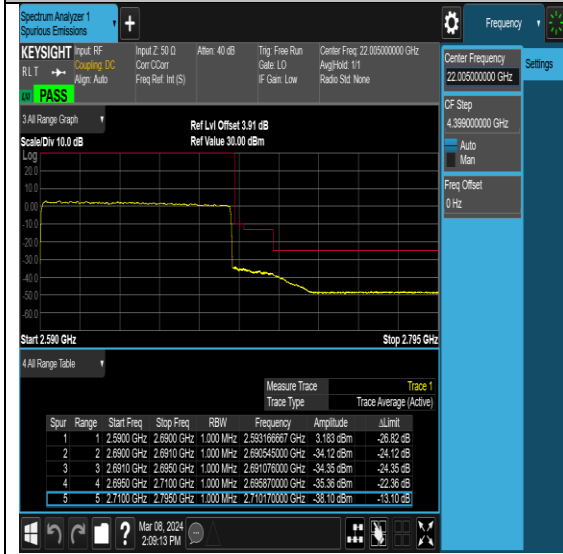 Spectrum Analyzer 1
Spurious Emissions
+
Frequency
KEYSIGHT Input: RF Input Z: 50 Ω Atten: 40 dB Trig: Free Run Center Freq: 22.005000000 GHz
RLT Coupling: DC Corr CCorr Gate: LO Avg|Hold: 1/1
Align: Auto Freq Ref: Int (S) IF Gain: Low Radio Std: None
PASS
Center Frequency
22.005000000 GHz
Settings
CF Step
4.399000000 GHz
Auto
Man
Freq Offset
0 Hz
3 All Range Graph
Ref Lvl Offset 3.91 dB
Scale/Div 10.0 dB Ref Value 30.00 dBm
Log
20.0
10.0
0.00
-10.0
-20.0
-30.0
-40.0
-50.0
-60.0
Start 2.590 GHz Stop 2.795 GHz
4 All Range Table
Measure Trace Trace 1
Trace Type Trace Average (Active)
Spur Range Start Freq Stop Freq RBW Frequency Amplitude ΔLimit
1 1 2.5900 GHz 2.6900 GHz 1.000 MHz 2.593166667 GHz 3.183 dBm -26.82 dB
2 2 2.6900 GHz 2.6910 GHz 1.000 MHz 2.690545000 GHz -34.12 dBm -24.12 dB
3 3 2.6910 GHz 2.6950 GHz 1.000 MHz 2.691076000 GHz -34.35 dBm -24.35 dB
4 4 2.6950 GHz 2.7100 GHz 1.000 MHz 2.695870000 GHz -35.36 dBm -22.36 dB
5 5 2.7100 GHz 2.7950 GHz 1.000 MHz 2.710170000 GHz -38.10 dBm -13.10 dB
?
Mar 08, 2024
2:09:13 PM